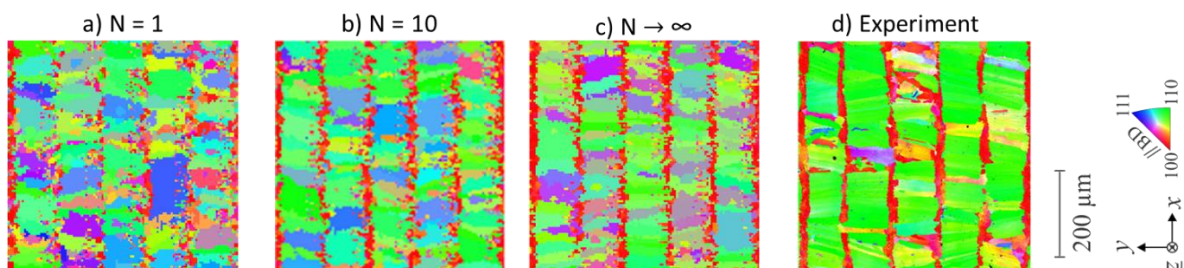 a) N = 1
b) N = 10
c) N → ∞
d) Experiment
111
110
//BD
100
200 μm
x
y
z